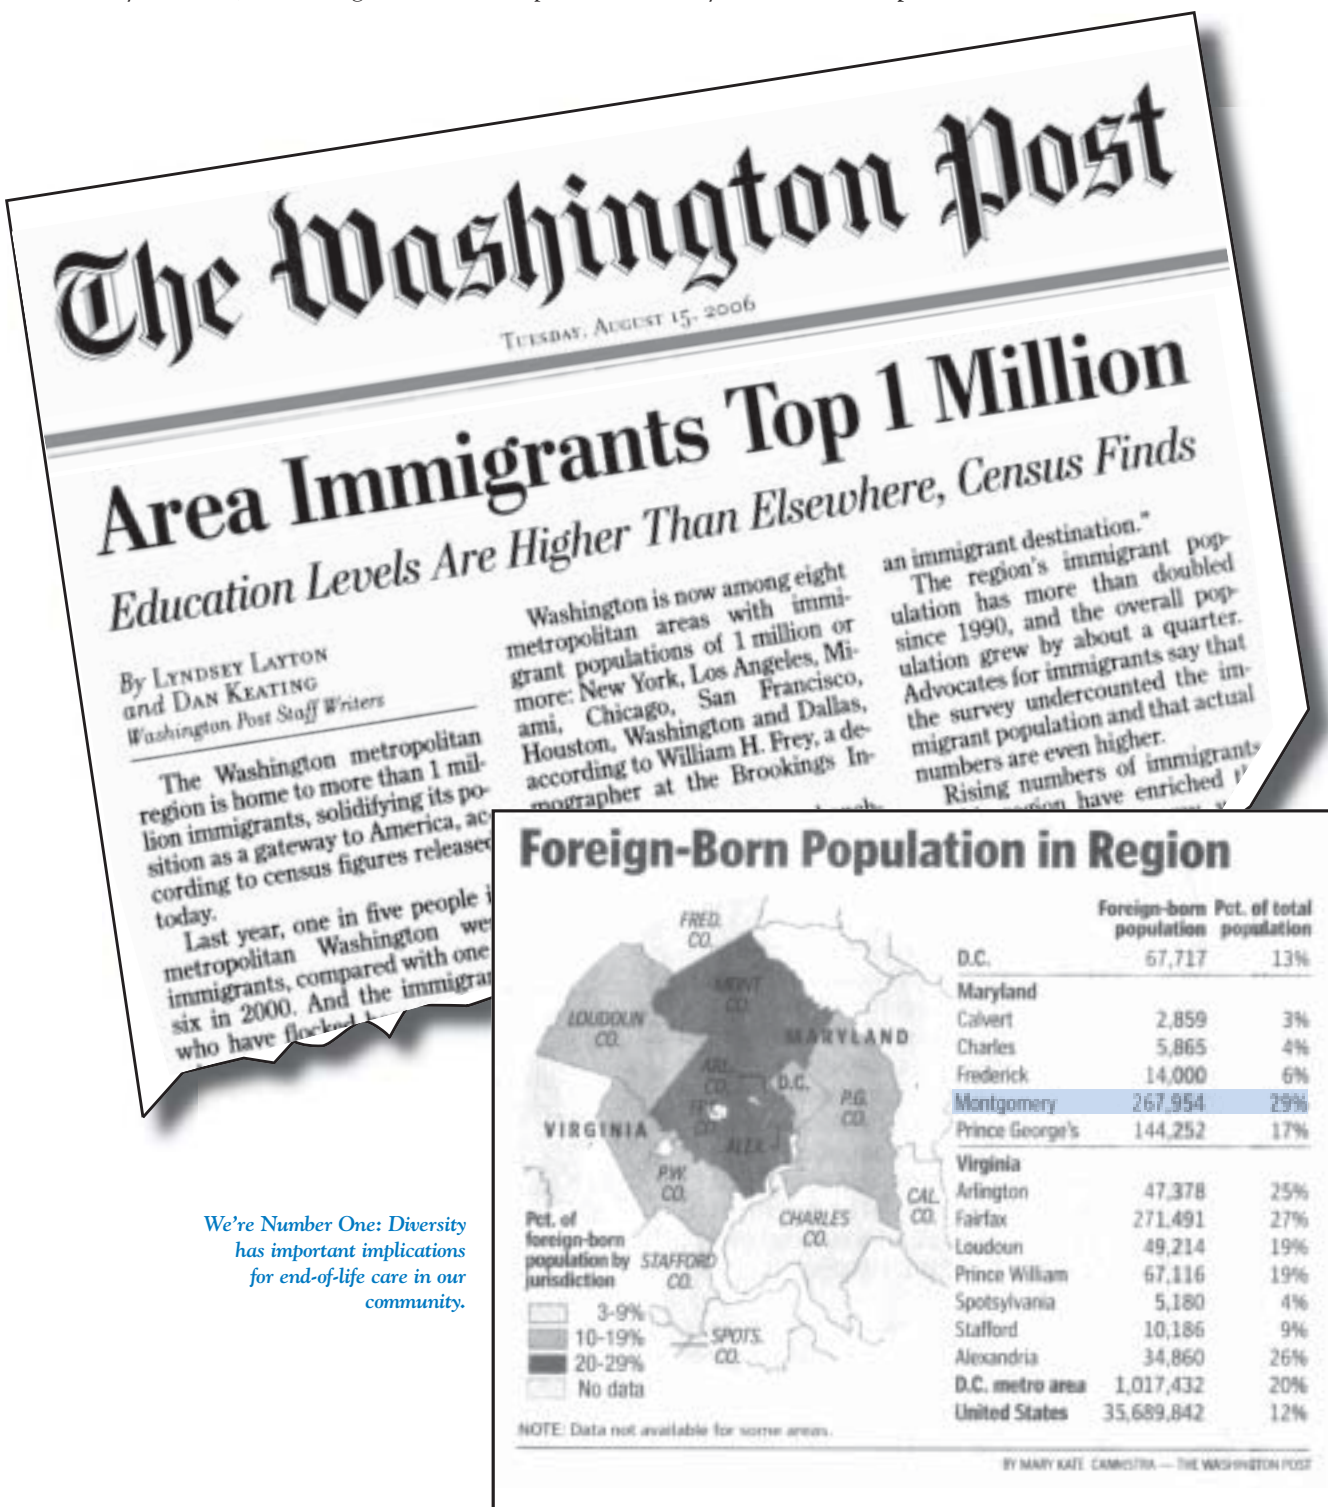 The Washington Post
TUESDAY, AUGUST 15, 2006
Area Immigrants Top 1 Million
Education Levels Are Higher Than Elsewhere, Census Finds
By LYNDSEY LAYTON
and DAN KEATING
Washington Post Staff Writers
The Washington metropolitan
region is home to more than 1 mil-
lion immigrants, solidifying its po-
sition as a gateway to America, ac-
cording to census figures released
today.
Last year, one in five people
metropolitan Washington
immigrants, compared with one
six in 2000. And the
who have flocked
Washington is now among eight
metropolitan areas with immi-
grant populations of 1 million or
more: New York, Los Angeles, Mi-
ami, Chicago, San Francisco,
Houston, Washington and Dallas,
according to William H. Frey, a de-
mographer at the Brookings In-
an immigrant destination."
The region's immigrant pop-
ulation has more than doubled
since 1990, and the overall pop-
ulation grew by about a quarter.
Advocates for immigrants say that
the survey undercounted the im-
migrant population and that actual
numbers are even higher.
Rising numbers of immigrants
region have enriched
Foreign-Born Population in Region
FRED. CO.
MONT CO.
LOUDOUN CO.
MARYLAND
ARL. CO.
D.C.
P.G. CO.
VIRGINIA
ALEX.
P.W. CO.
CAL. CO.
CHARLES CO.
STAFFORD CO.
SPOTS. CO.
Pct. of
foreign-born
population by
jurisdiction
3-9%
10-19%
20-29%
No data
Foreign-born Pct. of total
population population
D.C. 67,717 13%
Maryland
Calvert 2,859 3%
Charles 5,865 4%
Frederick 14,000 6%
Montgomery 267,954 29%
Prince George's 144,252 17%
Virginia
Arlington 47,378 25%
Fairfax 271,491 27%
Loudoun 49,214 19%
Prince William 67,116 19%
Spotsylvania 5,180 4%
Stafford 10,186 9%
Alexandria 34,860 26%
D.C. metro area 1,017,432 20%
United States 35,689,842 12%
NOTE: Data not available for some areas.
BY MARY KATE CANNISTRA — THE WASHINGTON POST
We're Number One: Diversity
has important implications
for end-of-life care in our
community.